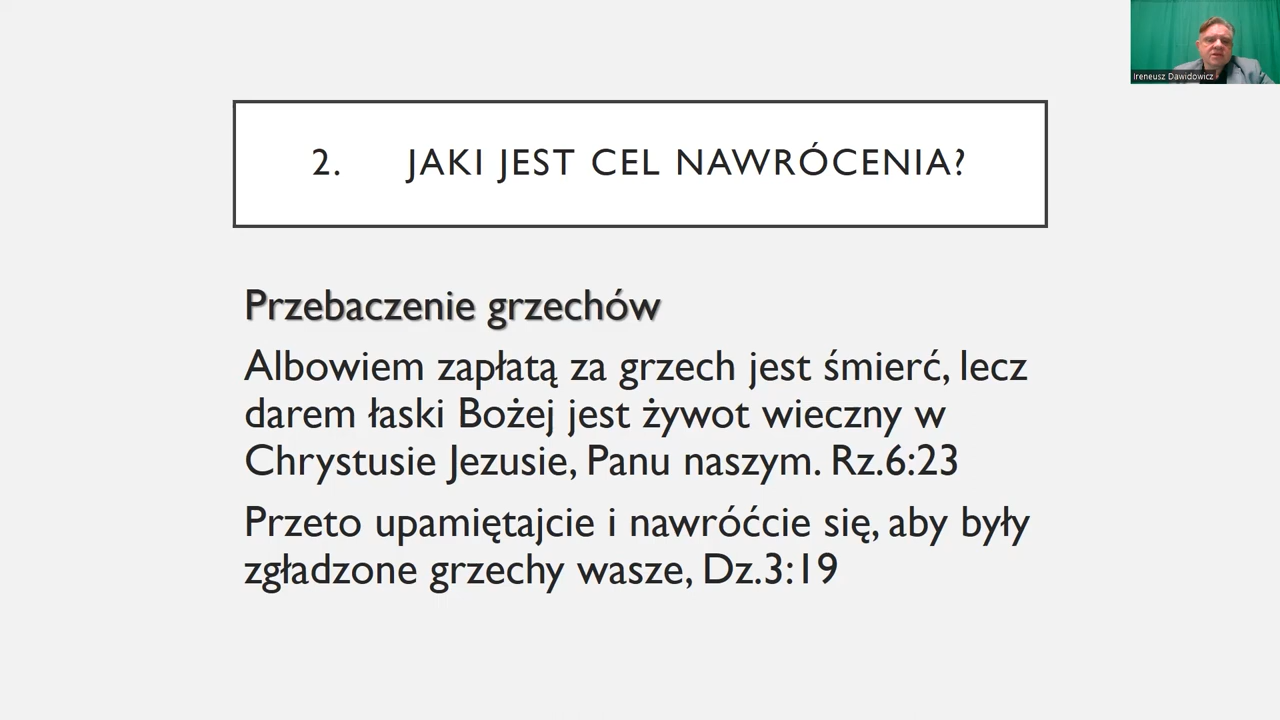 Ireneusz Dawidowicz
2. JAKI JEST CEL NAWRÓCENIA?
Przebaczenie grzechów
Albowiem zapłatą za grzech jest śmierć, lecz
darem łaski Bożej jest żywot wieczny w
Chrystusie Jezusie, Panu naszym. Rz.6:23
Przeto upamiętajcie i nawróćcie się, aby były
zgładzone grzechy wasze, Dz.3:19